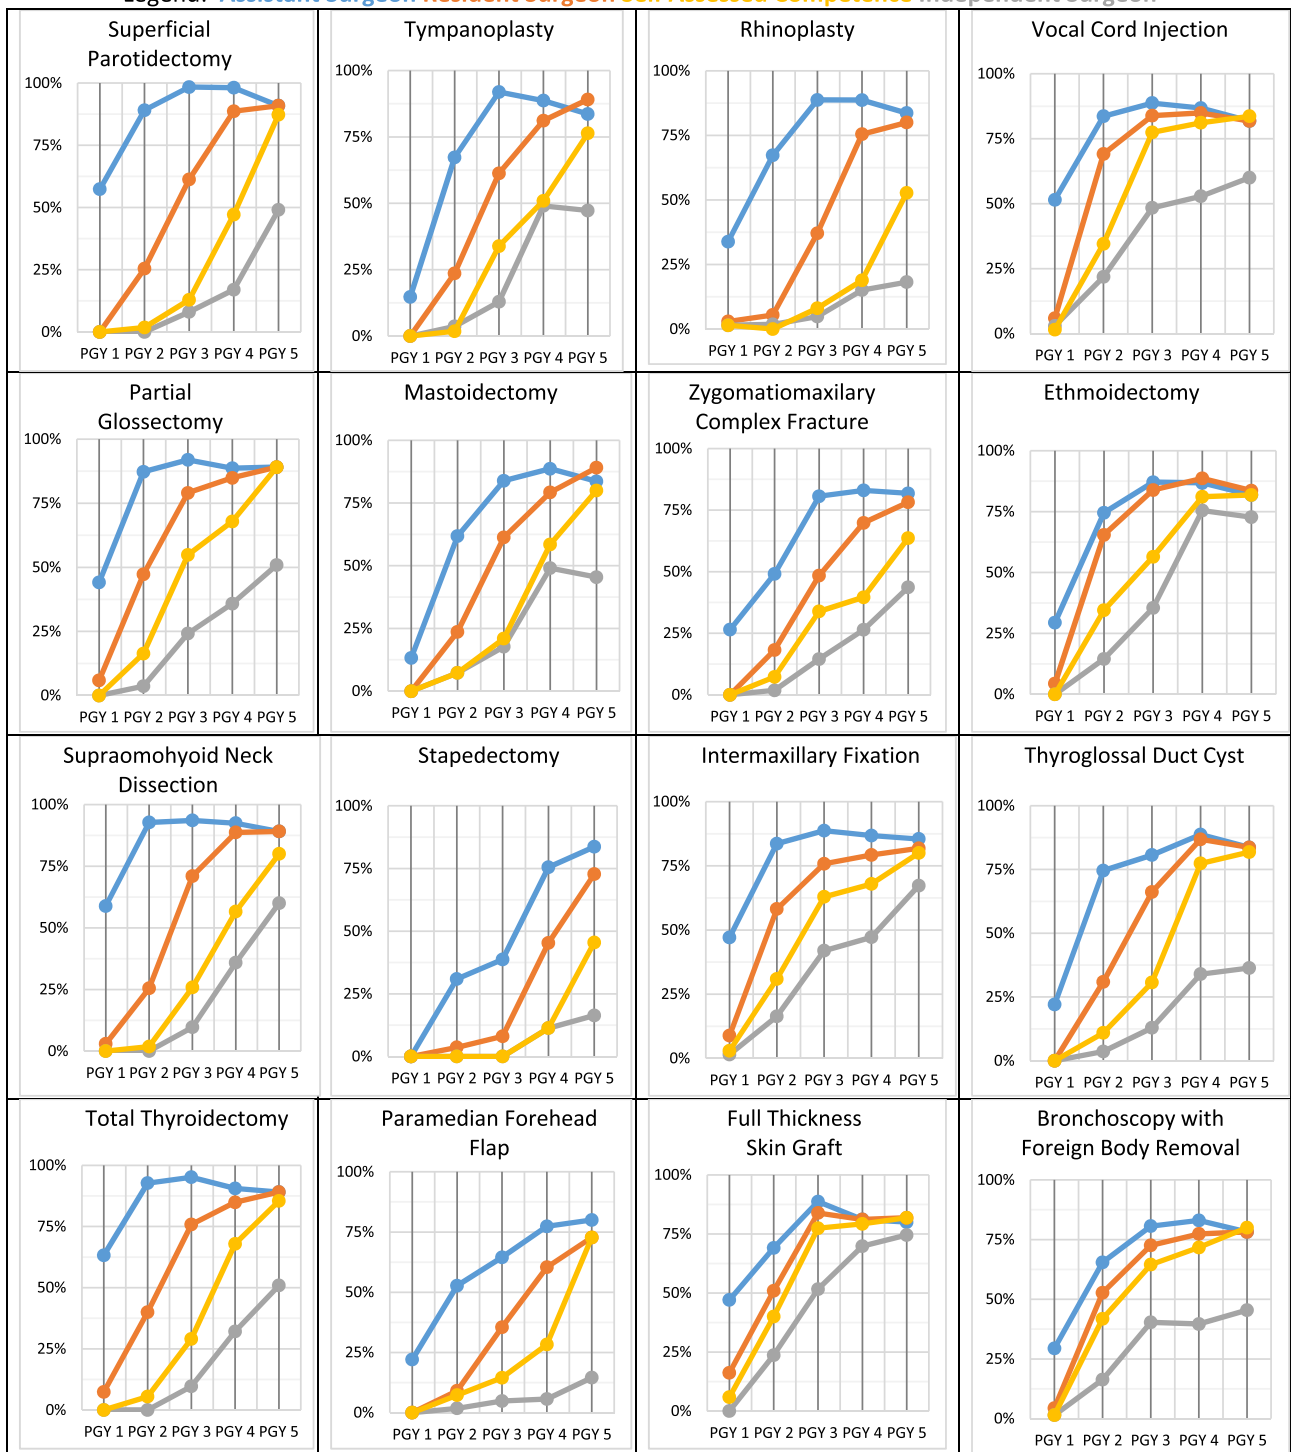 Legend: Assistant Surgeon Resident Surgeon Self Assessed Competence Independent Surgeon
Superficial
Parotidectomy
100%
75%
50%
25%
0%
PGY 1 PGY 2 PGY 3 PGY 4 PGY 5
Tympanoplasty
100%
75%
50%
25%
0%
PGY 1 PGY 2 PGY 3 PGY 4 PGY 5
Rhinoplasty
100%
75%
50%
25%
0%
PGY 1 PGY 2 PGY 3 PGY 4 PGY 5
Vocal Cord Injection
100%
75%
50%
25%
0%
PGY 1 PGY 2 PGY 3 PGY 4 PGY 5
Partial
Glossectomy
100%
75%
50%
25%
0%
PGY 1 PGY 2 PGY 3 PGY 4 PGY 5
Mastoidectomy
100%
75%
50%
25%
0%
PGY 1 PGY 2 PGY 3 PGY 4 PGY 5
Zygomatiomaxilary
Complex Fracture
100%
75%
50%
25%
0%
PGY 1 PGY 2 PGY 3 PGY 4 PGY 5
Ethmoidectomy
100%
75%
50%
25%
0%
PGY 1 PGY 2 PGY 3 PGY 4 PGY 5
Supraomohyoid Neck
Dissection
100%
75%
50%
25%
0%
PGY 1 PGY 2 PGY 3 PGY 4 PGY 5
Stapedectomy
100%
75%
50%
25%
0%
PGY 1 PGY 2 PGY 3 PGY 4 PGY 5
Intermaxillary Fixation
100%
75%
50%
25%
0%
PGY 1 PGY 2 PGY 3 PGY 4 PGY 5
Thyroglossal Duct Cyst
100%
75%
50%
25%
0%
PGY 1 PGY 2 PGY 3 PGY 4 PGY 5
Total Thyroidectomy
100%
75%
50%
25%
0%
PGY 1 PGY 2 PGY 3 PGY 4 PGY 5
Paramedian Forehead
Flap
100%
75%
50%
25%
0%
PGY 1 PGY 2 PGY 3 PGY 4 PGY 5
Full Thickness
Skin Graft
100%
75%
50%
25%
0%
PGY 1 PGY 2 PGY 3 PGY 4 PGY 5
Bronchoscopy with
Foreign Body Removal
100%
75%
50%
25%
0%
PGY 1 PGY 2 PGY 3 PGY 4 PGY 5